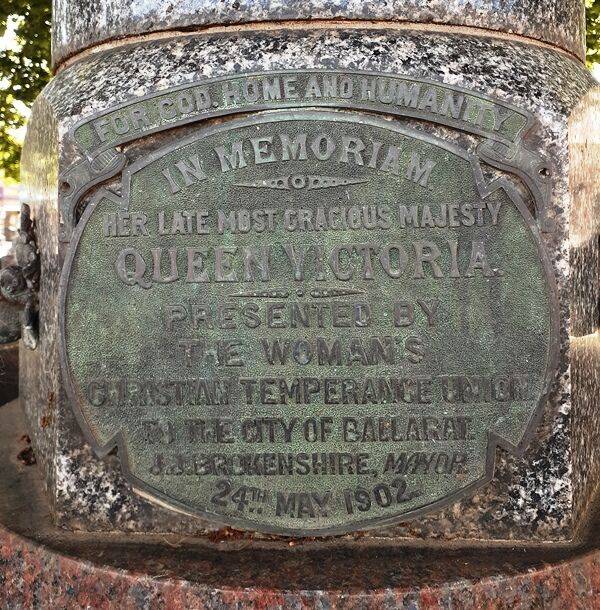 FOR GOD. HOME AND HUMANITY.
IN MEMORIAM
HER LATE MOST GRACIOUS MAJESTY
QUEEN VICTORIA.
PRESENTED BY
THE WOMAN'S
CHRISTIAN TEMPERANCE UNION
TO THE CITY OF BALLARAT.
J.J. BROKENSHIRE, MAYOR.
24TH MAY 1902.